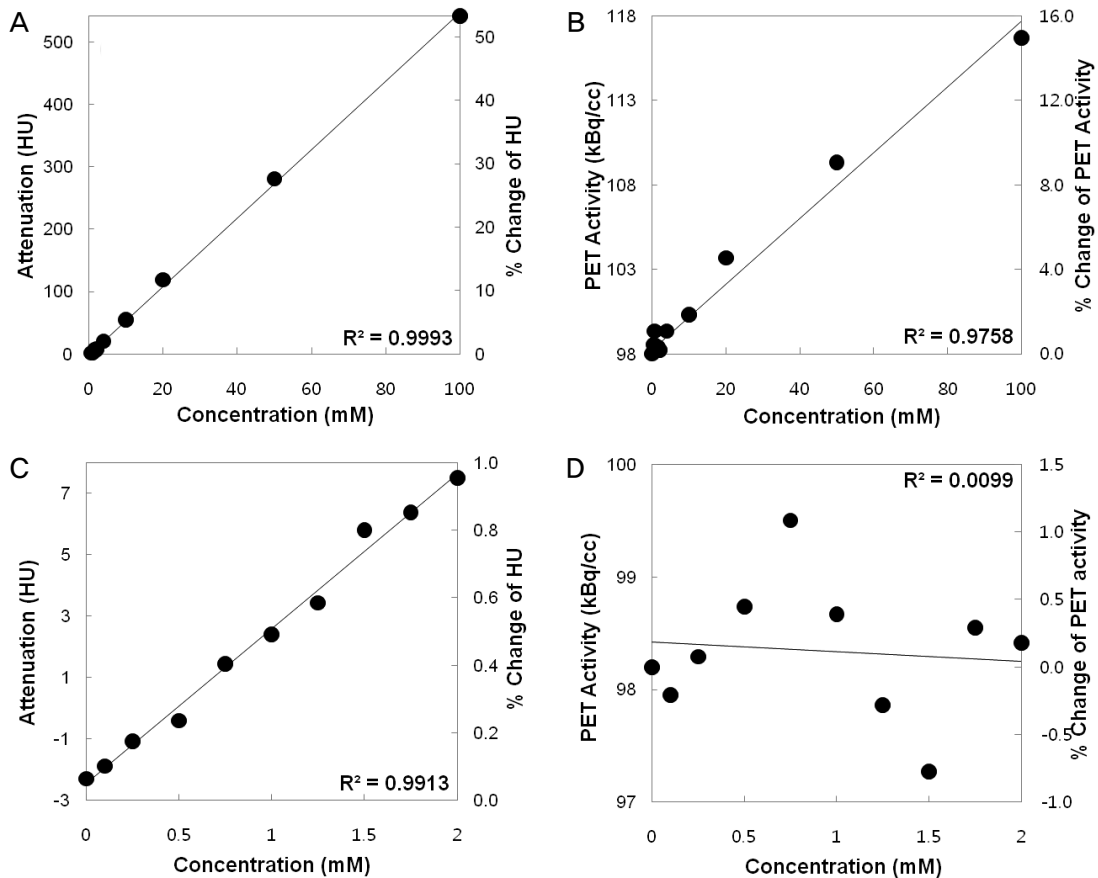 A
Attenuation (HU)
500
400
300
200
100
0
% Change of HU
50
40
30
20
10
0
R² = 0.9993
0 20 40 60 80 100
Concentration (mM)
B
PET Activity (kBq/cc)
118
113
108
103
98
% Change of PET Activity
16.0
12.0
8.0
4.0
0.0
R² = 0.9758
0 20 40 60 80 100
Concentration (mM)
C
Attenuation (HU)
7
5
3
1
-1
-3
% Change of HU
1.0
0.8
0.6
0.4
0.2
0.0
R² = 0.9913
0 0.5 1 1.5 2
Concentration (mM)
D
PET Activity (kBq/cc)
100
99
98
97
% Change of PET activity
1.5
1.0
0.5
0.0
-0.5
-1.0
R² = 0.0099
0 0.5 1 1.5 2
Concentration (mM)